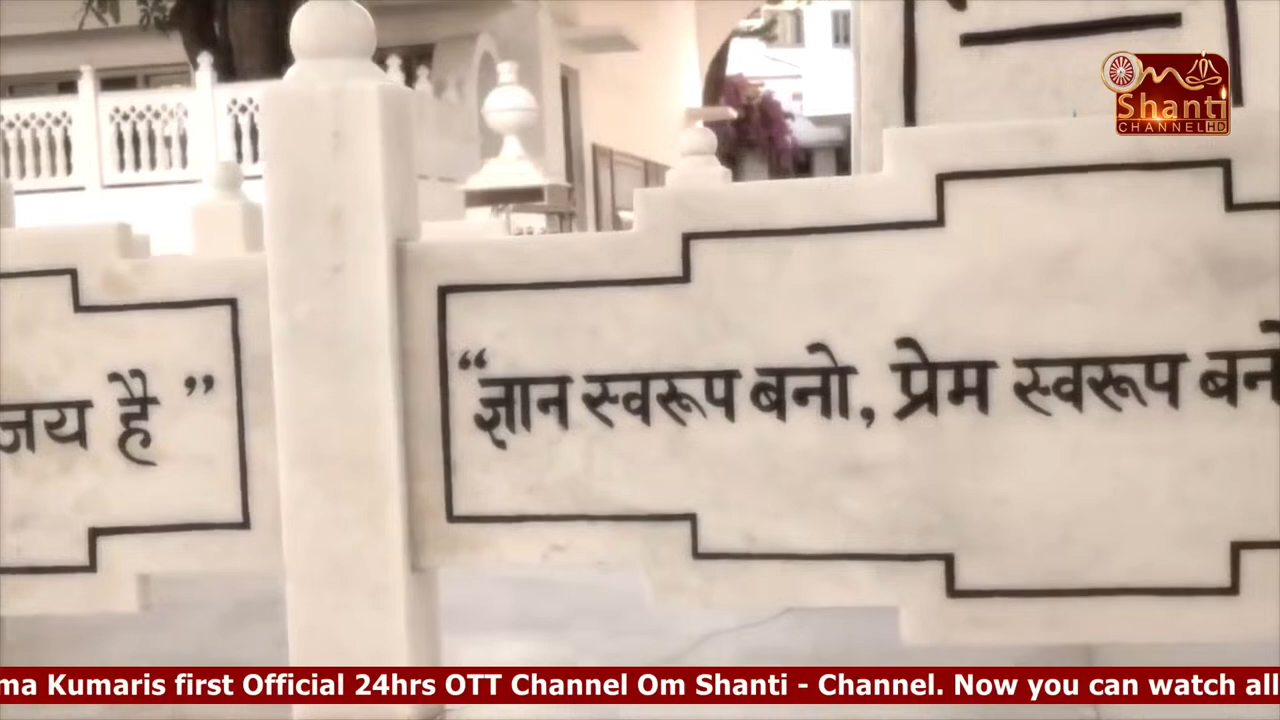 Om
Shanti
CHANNEL HD
जय है”
“ज्ञान स्वरूप बनो, प्रेम स्वरूप
ma Kumaris first Official 24hrs OTT Channel Om Shanti - Channel. Now you can watch all